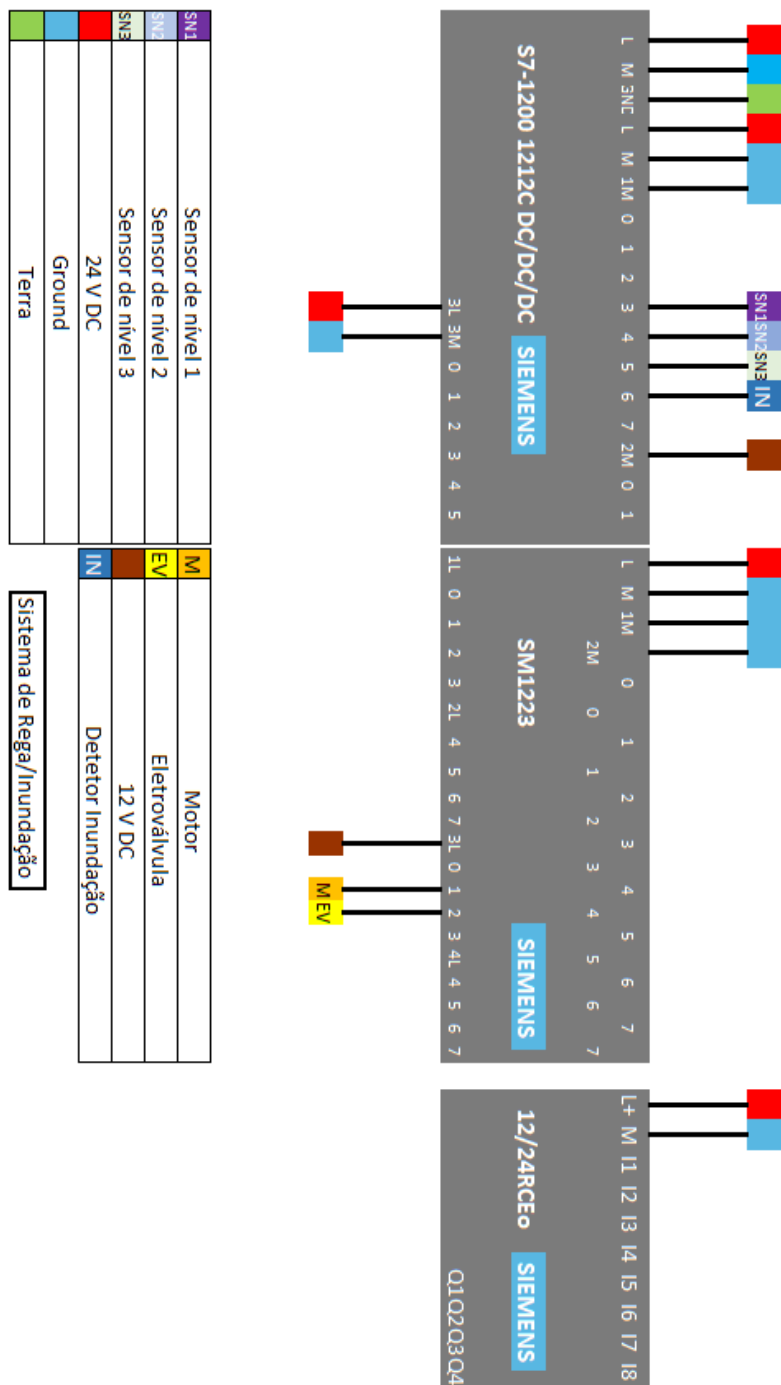 L M 3ND L M 1M 0 1 2 3 4 5 6 7 2M 0 1
SN1 SN2 SN3 IN
S7-1200 1212C DC/DC/DC SIEMENS
3L 3M 0 1 2 3 4 5
L M 1M 0 1 2 3 4 5 6 7
2M 0 1 2 3 4 5 6 7
SM1223 SIEMENS
1L 0 1 2 3 2L 4 5 6 7 3L 0 1 2 3 4L 4 5 6 7
M EV
L+ M I1 I2 I3 I4 I5 I6 I7 I8
12/24RCEo SIEMENS
Q1 Q2 Q3 Q4
SN1 Sensor de nível 1
SN2 Sensor de nível 2
SN3 Sensor de nível 3
24 V DC
Ground
Terra
M Motor
EV Eletroválvula
12 V DC
IN Detetor Inundação
Sistema de Rega/Inundação